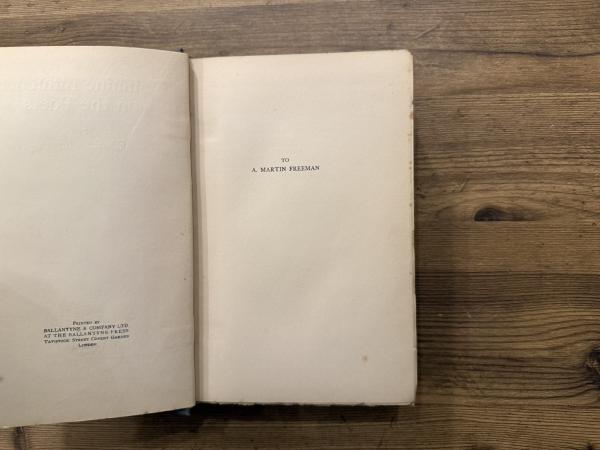 PRINTED BY
BALLANTYNE & COMPANY LTD
AT THE BALLANTYNE PRESS
TAVISTOCK STREET COVENT GARDEN
LONDON
TO
A. MARTIN FREEMAN